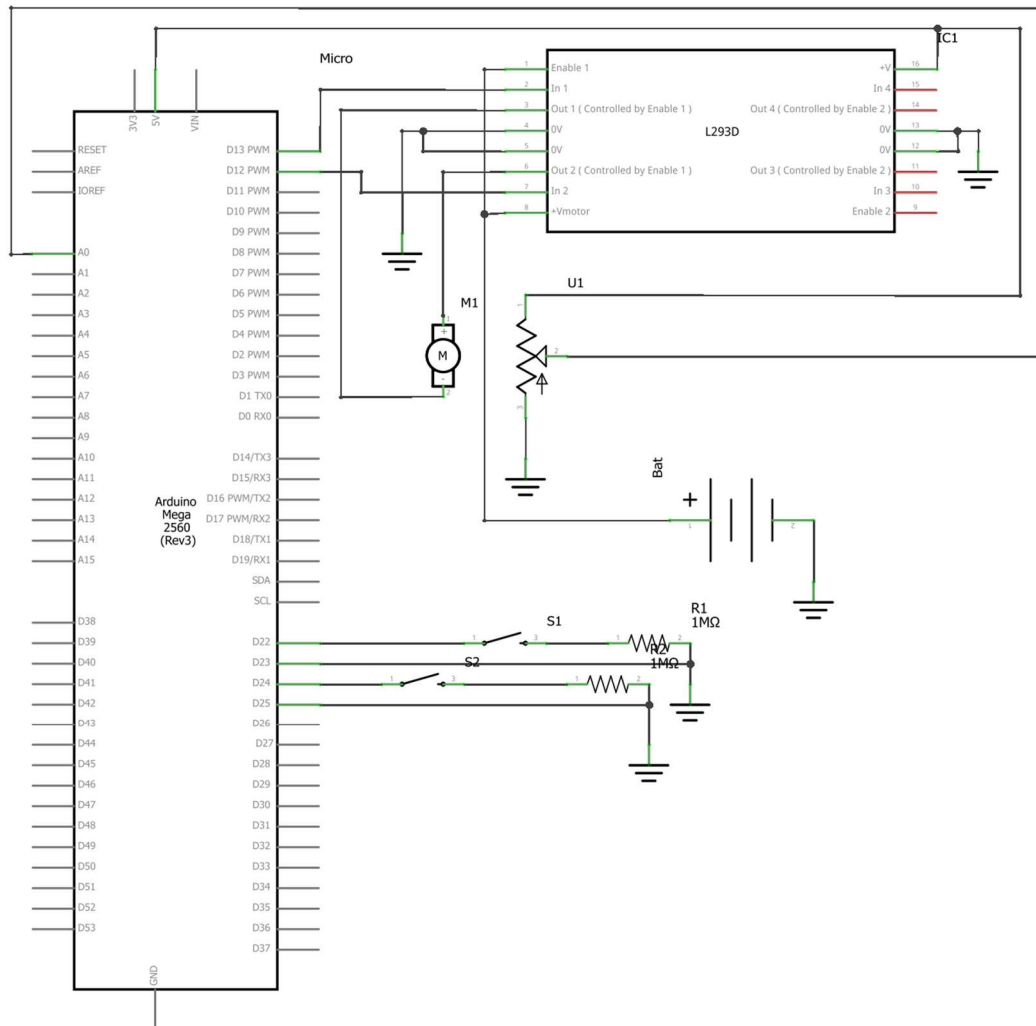 Micro
IC1
3V3
5V
VIN
RESET
AREF
IOREF
A0
A1
A2
A3
A4
A5
A6
A7
A8
A9
A10
A11
A12
A13
A14
A15
D38
D39
D40
D41
D42
D43
D44
D45
D46
D47
D48
D49
D50
D51
D52
D53
GND
Arduino
Mega
2560
(Rev3)
D13 PWM
D12 PWM
D11 PWM
D10 PWM
D9 PWM
D8 PWM
D7 PWM
D6 PWM
D5 PWM
D4 PWM
D2 PWM
D3 PWM
D1 TX0
D0 RX0
D14/TX3
D15/RX3
D16 PWM/TX2
D17 PWM/RX2
D18/TX1
D19/RX1
SDA
SCL
D22
D23
D24
D25
D26
D27
D28
D29
D30
D31
D32
D33
D34
D35
D36
D37
1 Enable 1
2 In 1
3 Out 1 ( Controlled by Enable 1 )
4 0V
5 0V
6 Out 2 ( Controlled by Enable 1 )
7 In 2
8 +Vmotor
L293D
+V 16
In 4 15
Out 4 ( Controlled by Enable 2 ) 14
0V 13
0V 12
Out 3 ( Controlled by Enable 2 ) 11
In 3 10
Enable 2 9
M1
1
+
M
-
2
U1
1
2
3
Bat
+
1
2
S1
1
3
R1
1MΩ
1
2
S2
1
3
R2
1MΩ
1
2